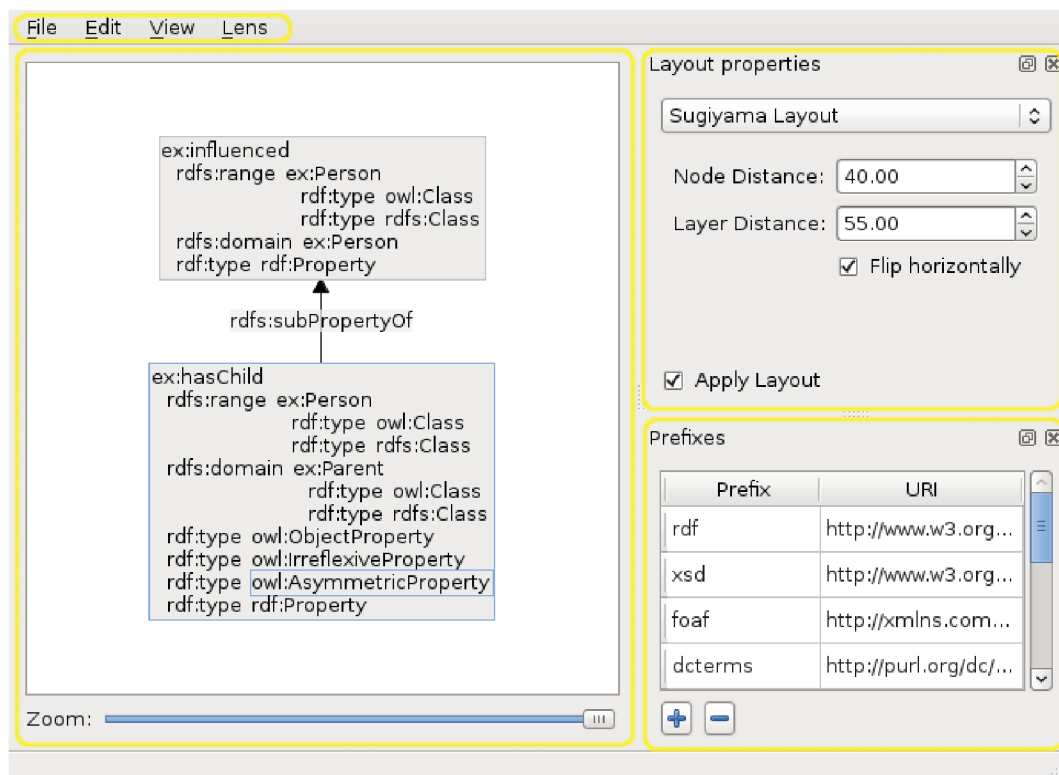 File Edit View Lens
ex:influenced
rdfs:range ex:Person
rdf:type owl:Class
rdf:type rdfs:Class
rdfs:domain ex:Person
rdf:type rdf:Property
rdfs:subPropertyOf
ex:hasChild
rdfs:range ex:Person
rdf:type owl:Class
rdf:type rdfs:Class
rdfs:domain ex:Parent
rdf:type owl:Class
rdf:type rdfs:Class
rdf:type owl:ObjectProperty
rdf:type owl:IrreflexiveProperty
rdf:type owl:AsymmetricProperty
rdf:type rdf:Property
Zoom:
Layout properties
Sugiyama Layout
Node Distance: 40.00
Layer Distance: 55.00
Flip horizontally
Apply Layout
Prefixes
Prefix URI
rdf http://www.w3.org...
xsd http://www.w3.org...
foaf http://xmlns.com...
dcterms http://purl.org/dc/...